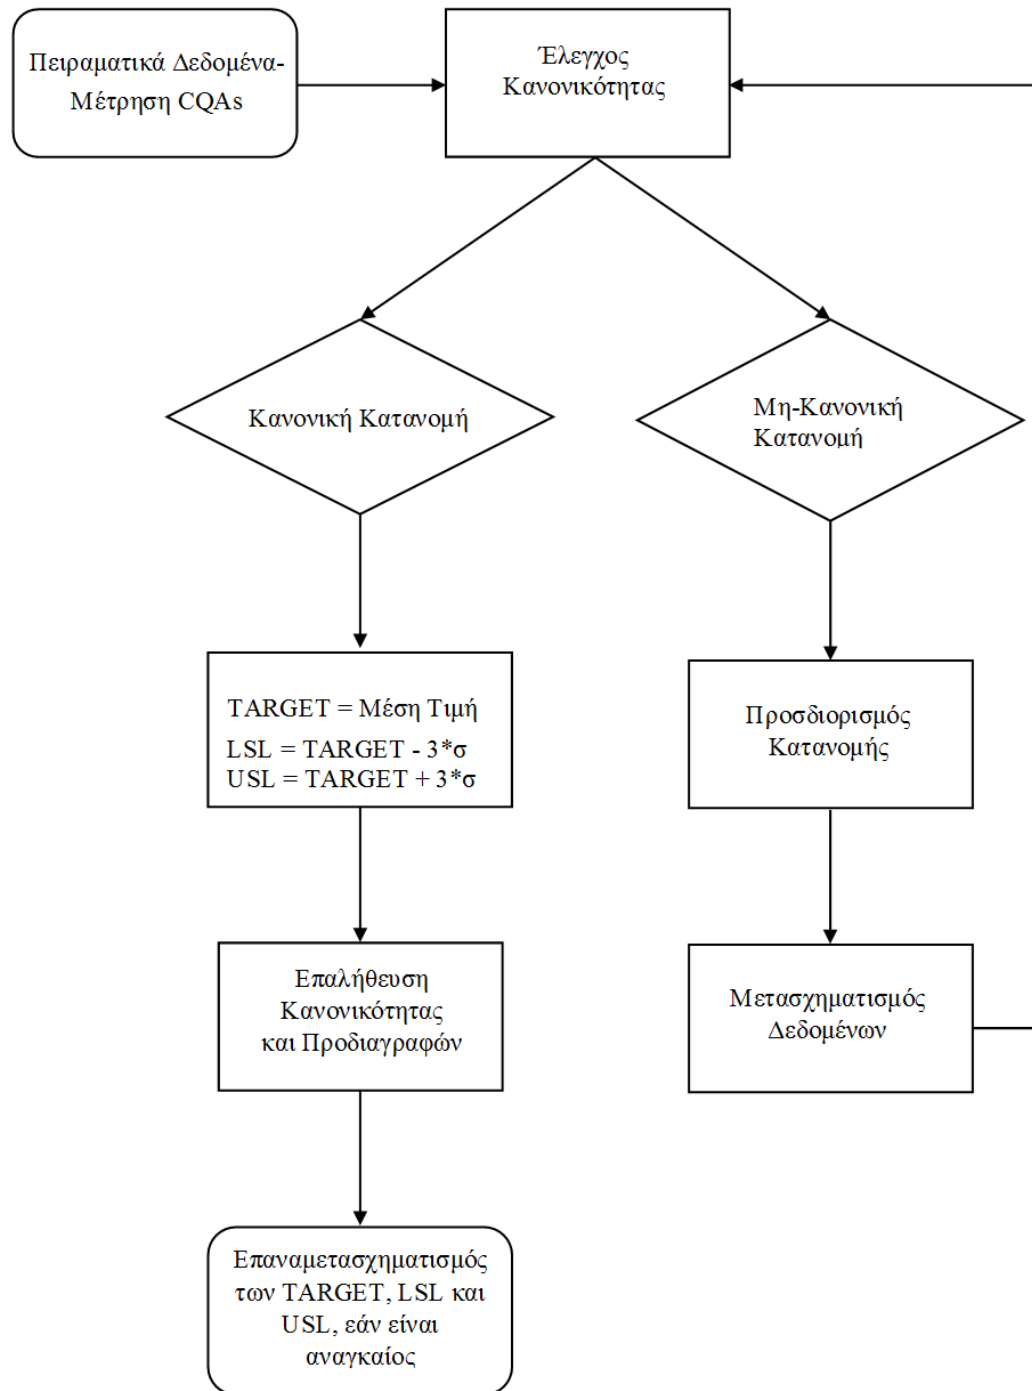 Πειραματικά Δεδομένα-
Μέτρηση CQAs
Έλεγχος
Κανονικότητας
Κανονική Κατανομή
Μη-Κανονική
Κατανομή
TARGET = Μέση Τιμή
LSL = TARGET - 3*σ
USL = TARGET + 3*σ
Προσδιορισμός
Κατανομής
Επαλήθευση
Κανονικότητας
και Προδιαγραφών
Μετασχηματισμός
Δεδομένων
Επαναμετασχηματισμός
των TARGET, LSL και
USL, εάν είναι
αναγκαίος